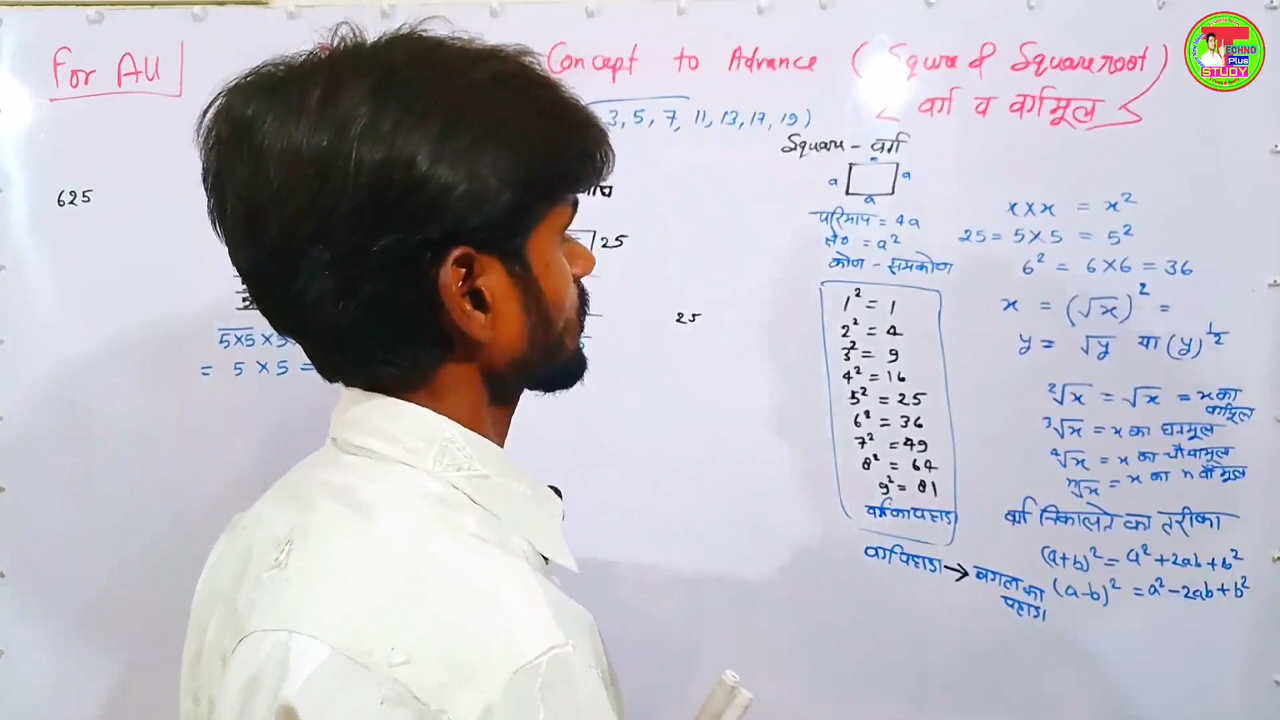 For All
Concept to Advance (Squre & Square root)
वर्ग व वर्गमूल
3, 5, 7, 11, 13, 17, 19)
625
25
5×5×5
= 5×5 =
25
Square - वर्ग
a a
a
परिमाप = 4a
क्षे० = a²
कोण - समकोण
1² = 1
2² = 4
3² = 9
4² = 16
5² = 25
6² = 36
7² = 49
8² = 64
9² = 81
वर्ग का पहाड़ा
वर्ग पहाड़ा → बगल का पहाड़ा
x×x = x²
25 = 5×5 = 5²
6² = 6×6 = 36
x = (√x)² =
y = √y या (y)^1/2
²√x = √x = x का वर्गमूल
³√x = x का घनमूल
⁴√x = x का चौथामूल
ⁿ√x = x का n वाँ मूल
वर्ग निकालने का तरीका
(a+b)² = a²+2ab+b²
(a-b)² = a²-2ab+b²
TECHNO
Plus
STUDY